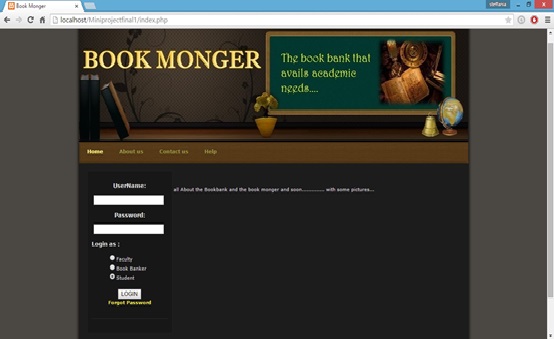 Book Monger
steRana
localhost/Miniprojectfinal1/index.php
BOOK MONGER
The book bank that
avails academic
needs....
Home About us Contact us Help
UserName:
all About the Bookbank and the book monger and soon.............. with some pictures...
Password:
Login as :
Faculty
Book Banker
Student
LOGIN
Forgot Password